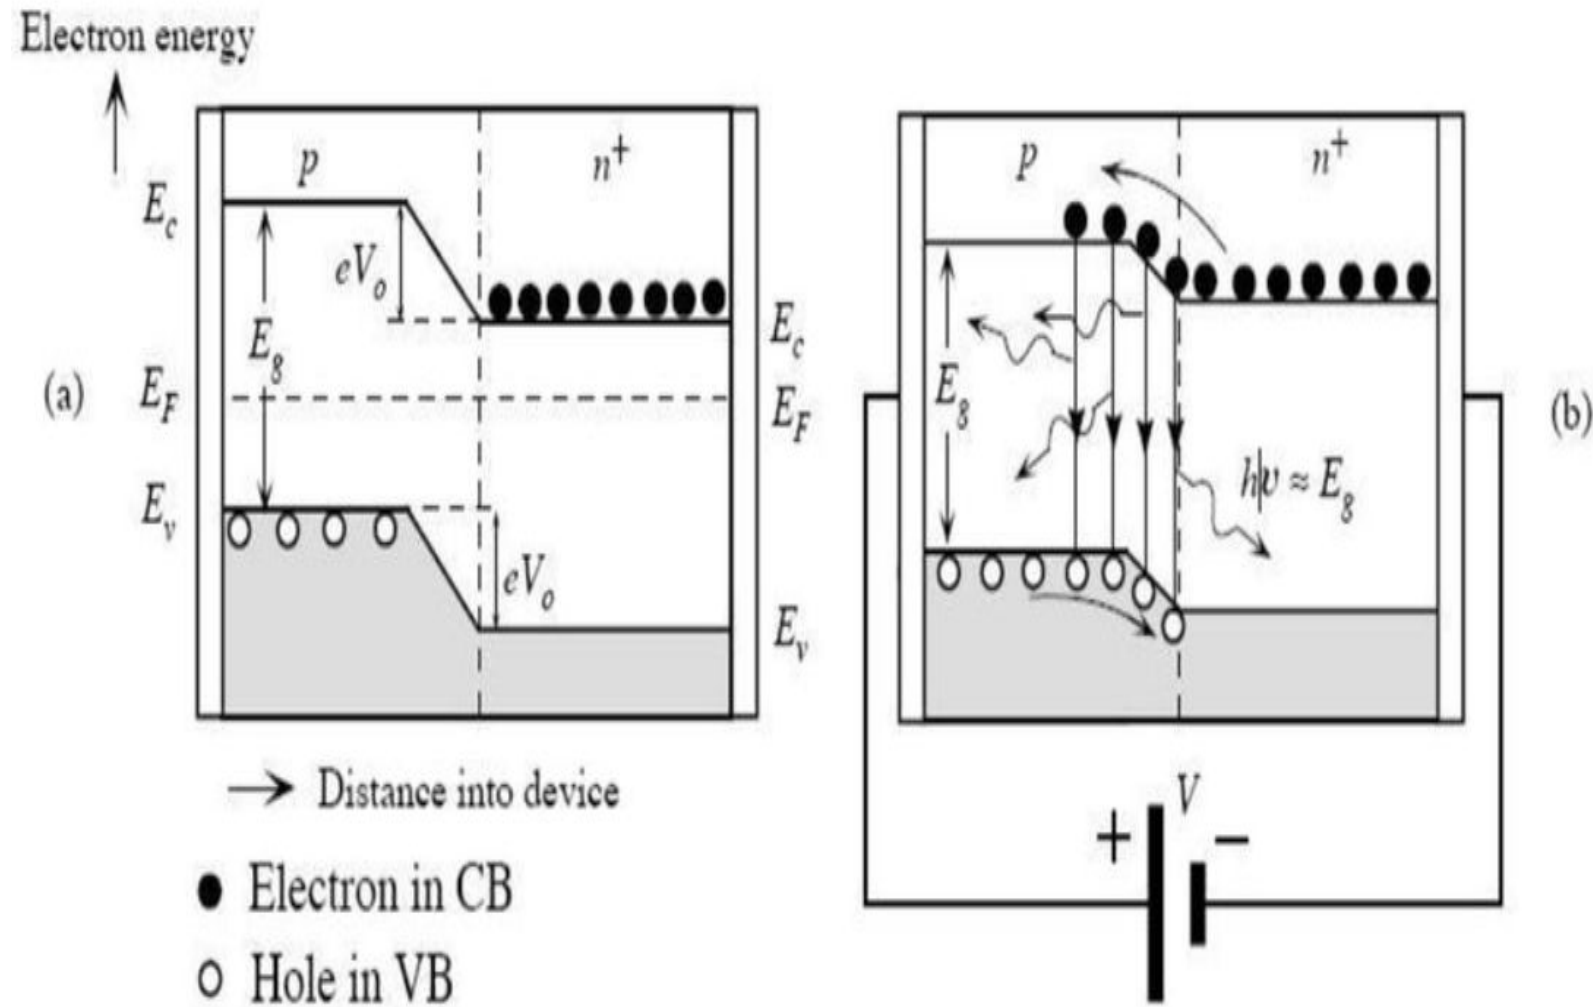 Electron energy
p
n+
Ec
eVo
Eg
Ec
(a)
EF
EF
Ev
eVo
Ev
Distance into device
Electron in CB
Hole in VB
p
n+
Eg
hυ ≈ Eg
(b)
V
+
−